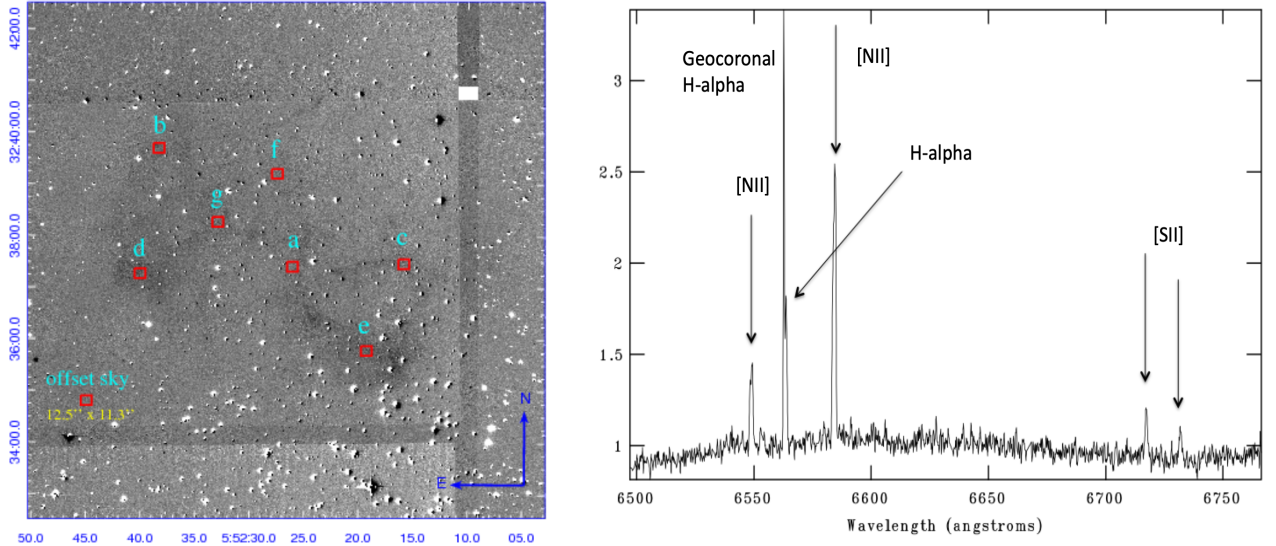 42:00.0
32:40:00.0
38:00.0
36:00.0
34:00.0
b
f
g
a
c
d
e
offset sky
12.5'' x 11.3''
N
E
50.0 45.0 40.0 35.0 5:52:30.0 25.0 20.0 15.0 10.0 05.0
Geocoronal
H-alpha
[NII]
H-alpha
[NII]
[SII]
3
2.5
2
1.5
1
6500 6550 6600 6650 6700 6750
Wavelength (angstroms)